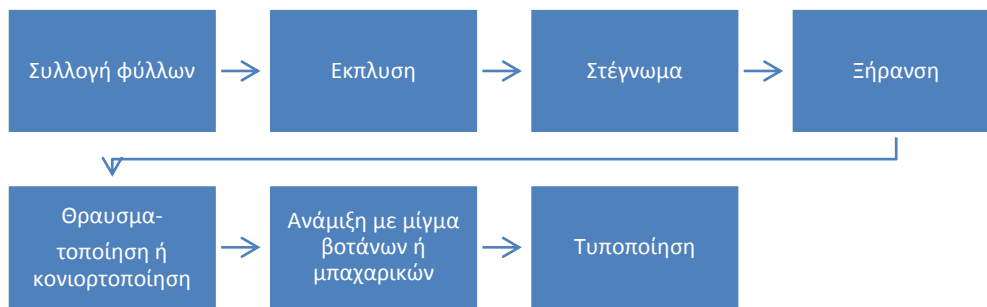 Συλλογή φύλλων
Εκπλυση
Στέγνωμα
Ξήρανση
Θραυσμα-
τοποίηση ή
κονιορτοποίηση
Ανάμιξη με μίγμα
βοτάνων ή
μπαχαρικών
Τυποποίηση